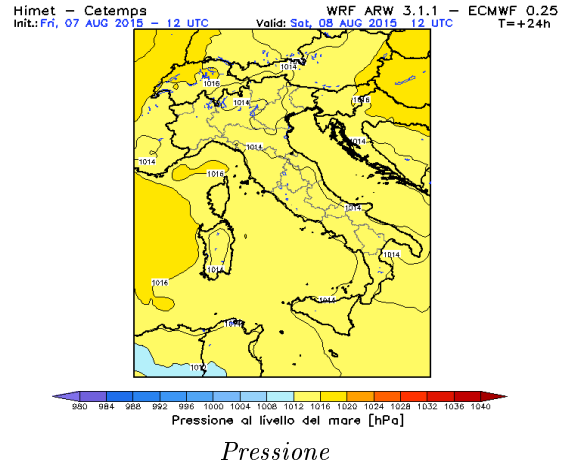 Himet - Cetemps WRF ARW 3.1.1 - ECMWF 0.25
Init.: Fri, 07 AUG 2015 - 12 UTC Valid: Sat, 08 AUG 2015 12 UTC T=+24h
1014
1016
1014
1016
1014
1014
1014
1016
1014
1014
1014
1016
1014
980 984 988 992 996 1000 1004 1008 1012 1016 1020 1024 1028 1032 1036 1040
Pressione al livello del mare [hPa]
Pressione